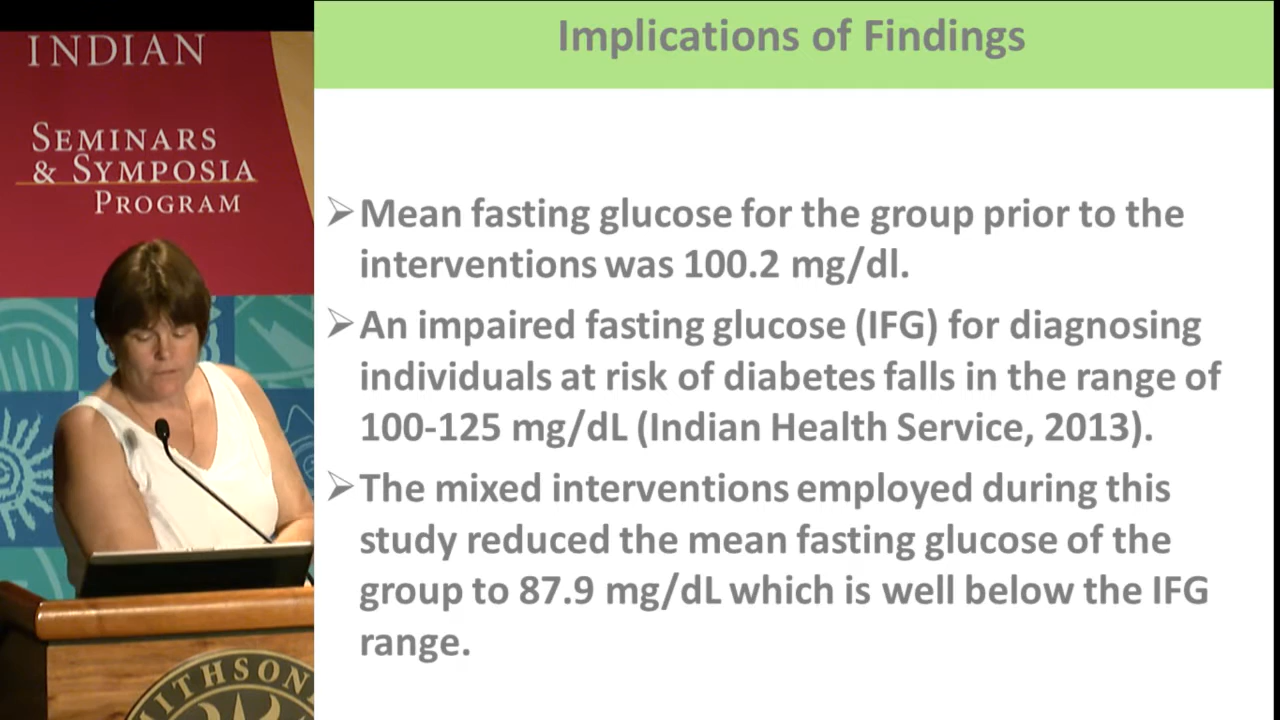 INDIAN
SEMINARS
& SYMPOSIA
PROGRAM
Implications of Findings
Mean fasting glucose for the group prior to the
interventions was 100.2 mg/dl.
An impaired fasting glucose (IFG) for diagnosing
individuals at risk of diabetes falls in the range of
100-125 mg/dL (Indian Health Service, 2013).
The mixed interventions employed during this
study reduced the mean fasting glucose of the
group to 87.9 mg/dL which is well below the IFG
range.
ITHSON